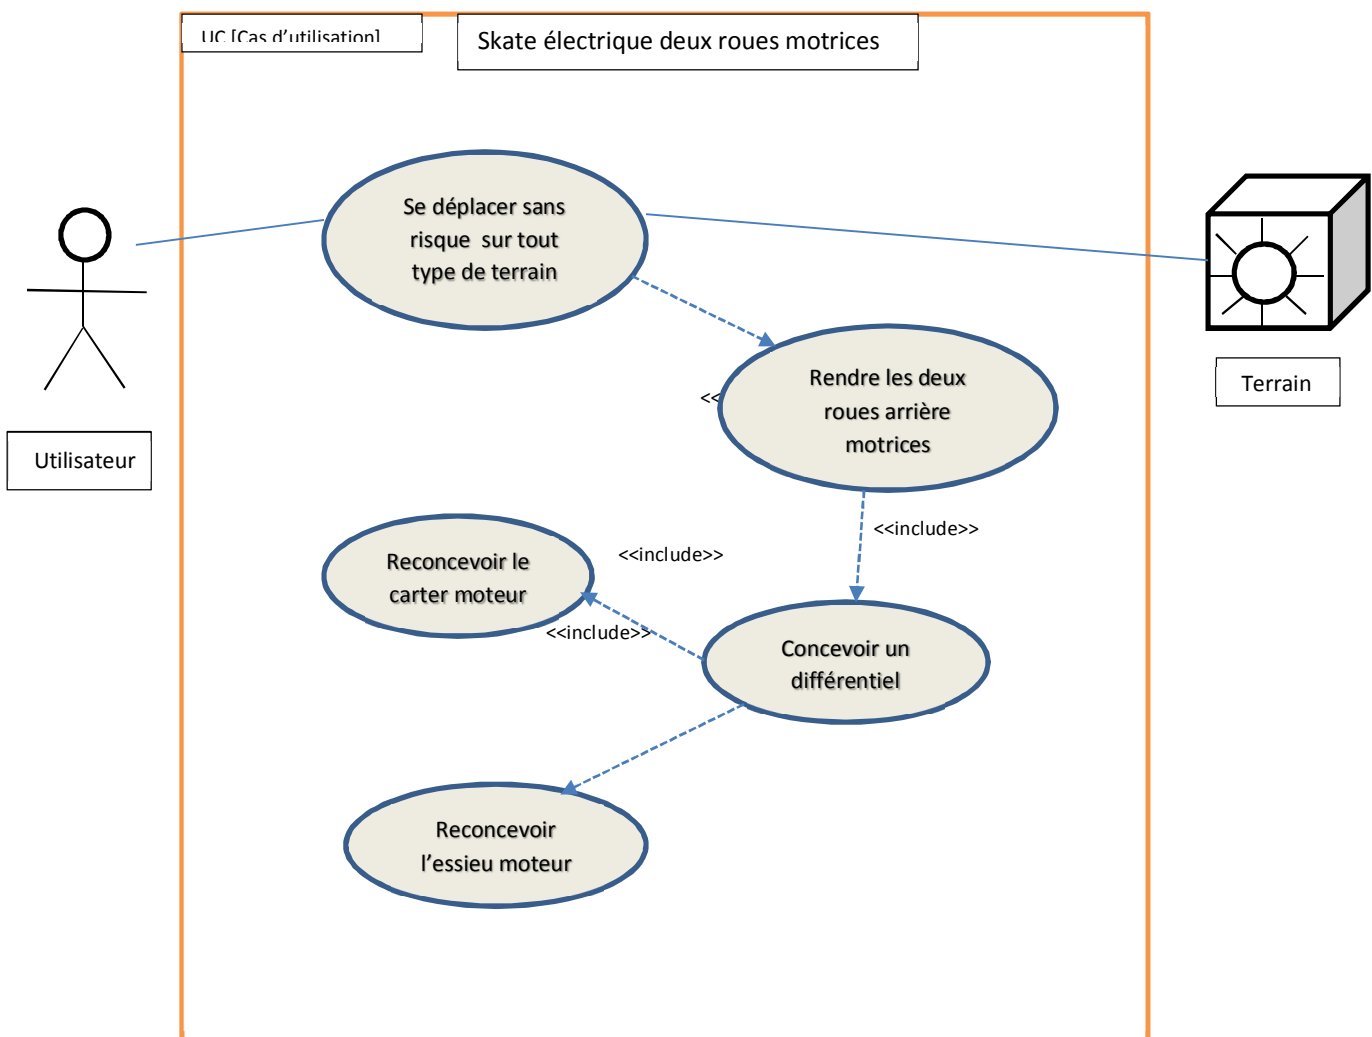 UC [Cas d'utilisation]
Skate électrique deux roues motrices
Se déplacer sans
risque sur tout
type de terrain
Rendre les deux
roues arrière
motrices
<<
Terrain
Utilisateur
<<include>>
<<include>>
Reconcevoir le
carter moteur
<<include>>
Concevoir un
différentiel
Reconcevoir
l'essieu moteur